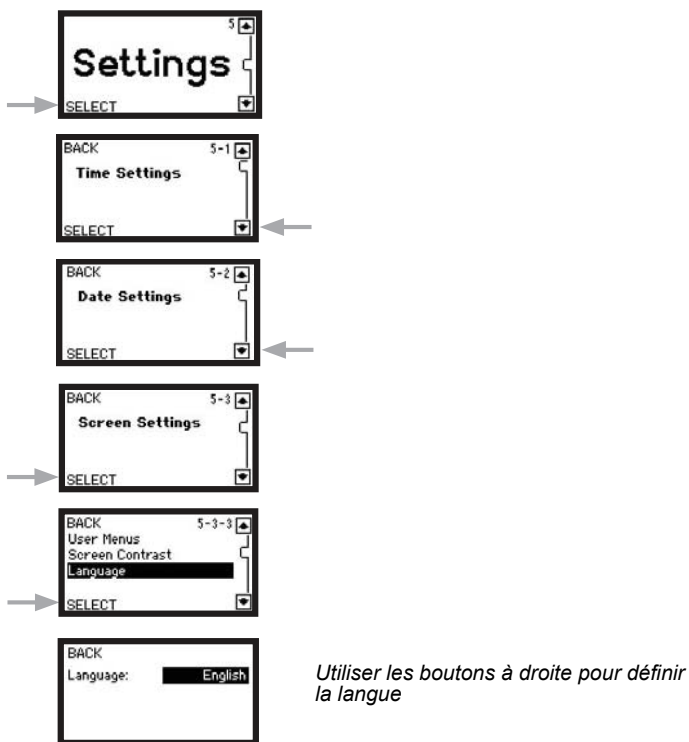 5
Settings
SELECT
BACK 5-1
Time Settings
SELECT
BACK 5-2
Date Settings
SELECT
BACK 5-3
Screen Settings
SELECT
BACK 5-3-3
User Menus
Screen Contrast
Language
SELECT
BACK
Language: English
Utiliser les boutons à droite pour définir
la langue